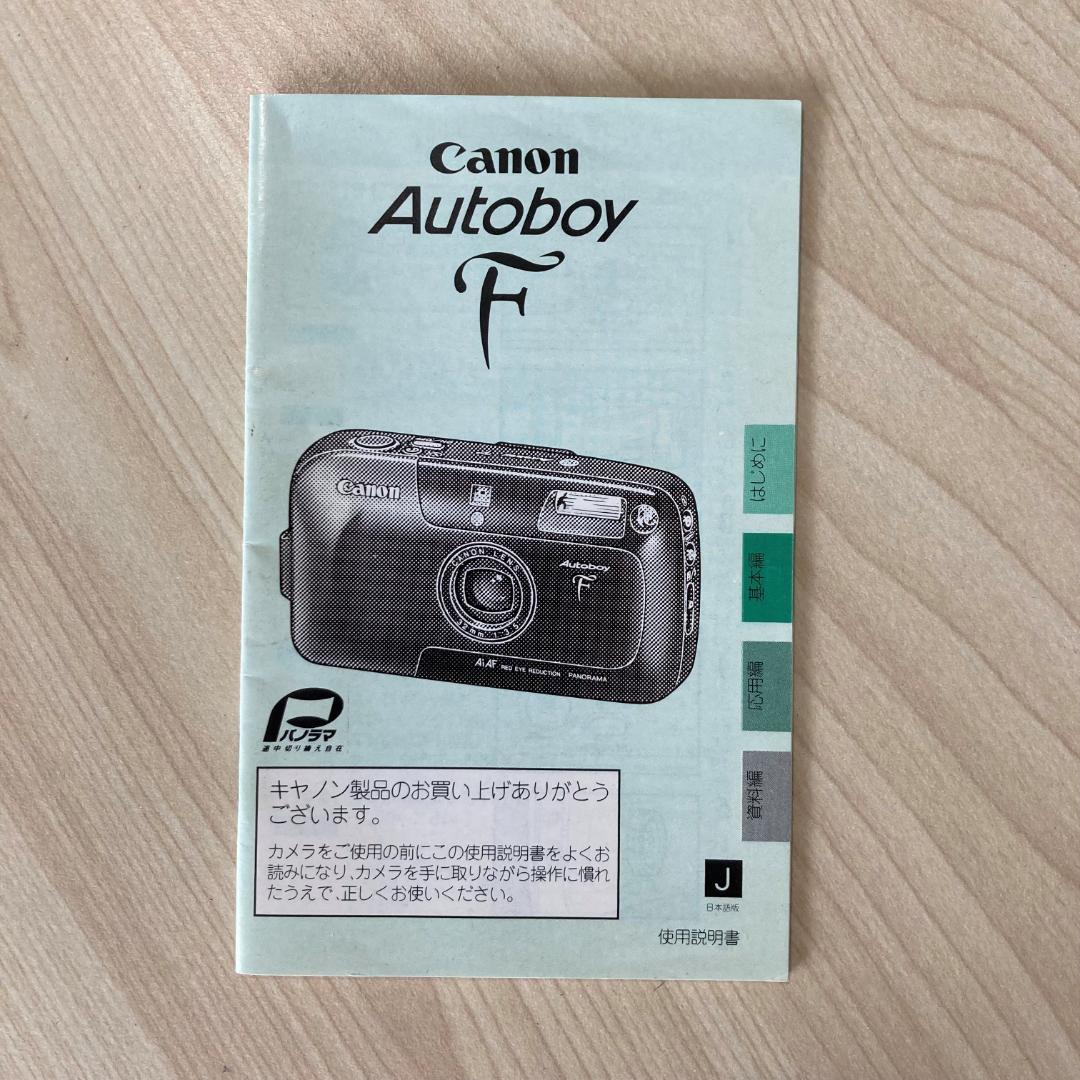 Canon
Autoboy
F
はじめに
基本編
応用編
資料編
Canon
CANON LENS
32mm 1:3.5
Autoboy
F
AiAF RED EYE REDUCTION PANORAMA
P
パノラマ
途中切り換え自在
キヤノン製品のお買い上げありがとう
ございます。
カメラをご使用の前にこの使用説明書をよくお
読みになり、カメラを手に取りながら操作に慣れ
たうえで、正しくお使いください。
J
日本語版
使用説明書